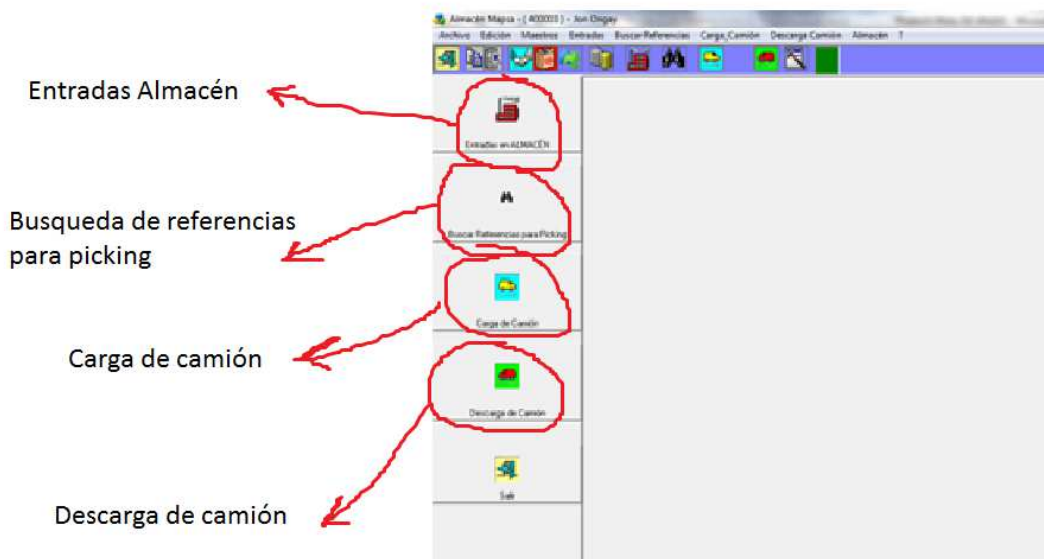 Almacén Mapsa - ( A00003 ) - Jon Ongay
Archivo Edición Maestros Entradas Buscar-Referencias Carga_Camión Descarga Camión Almacén ?
Entradas Almacén
Entradas en ALMACÉN
Busqueda de referencias
para picking
Buscar Referencias para Picking
Carga de Camión
Carga de camión
Descarga de Camión
Salir
Descarga de camión